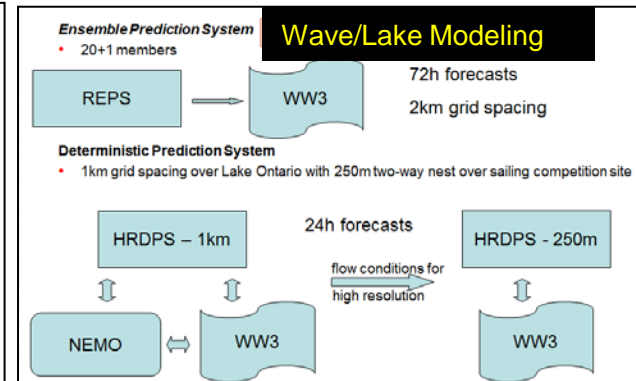 Ensemble Prediction System
Wave/Lake Modeling
• 20+1 members
REPS
WW3
72h forecasts
2km grid spacing
Deterministic Prediction System
• 1km grid spacing over Lake Ontario with 250m two-way nest over sailing competition site
HRDPS – 1km
24h forecasts
HRDPS - 250m
flow conditions for
high resolution
NEMO
WW3
WW3